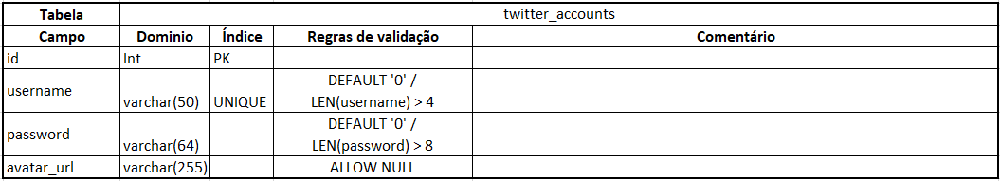 Tabela twitter_accounts
Campo Dominio Índice Regras de validação Comentário
id Int PK
username varchar(50) UNIQUE DEFAULT '0' /
LEN(username) > 4
password varchar(64) DEFAULT '0' /
LEN(password) > 8
avatar_url varchar(255) ALLOW NULL